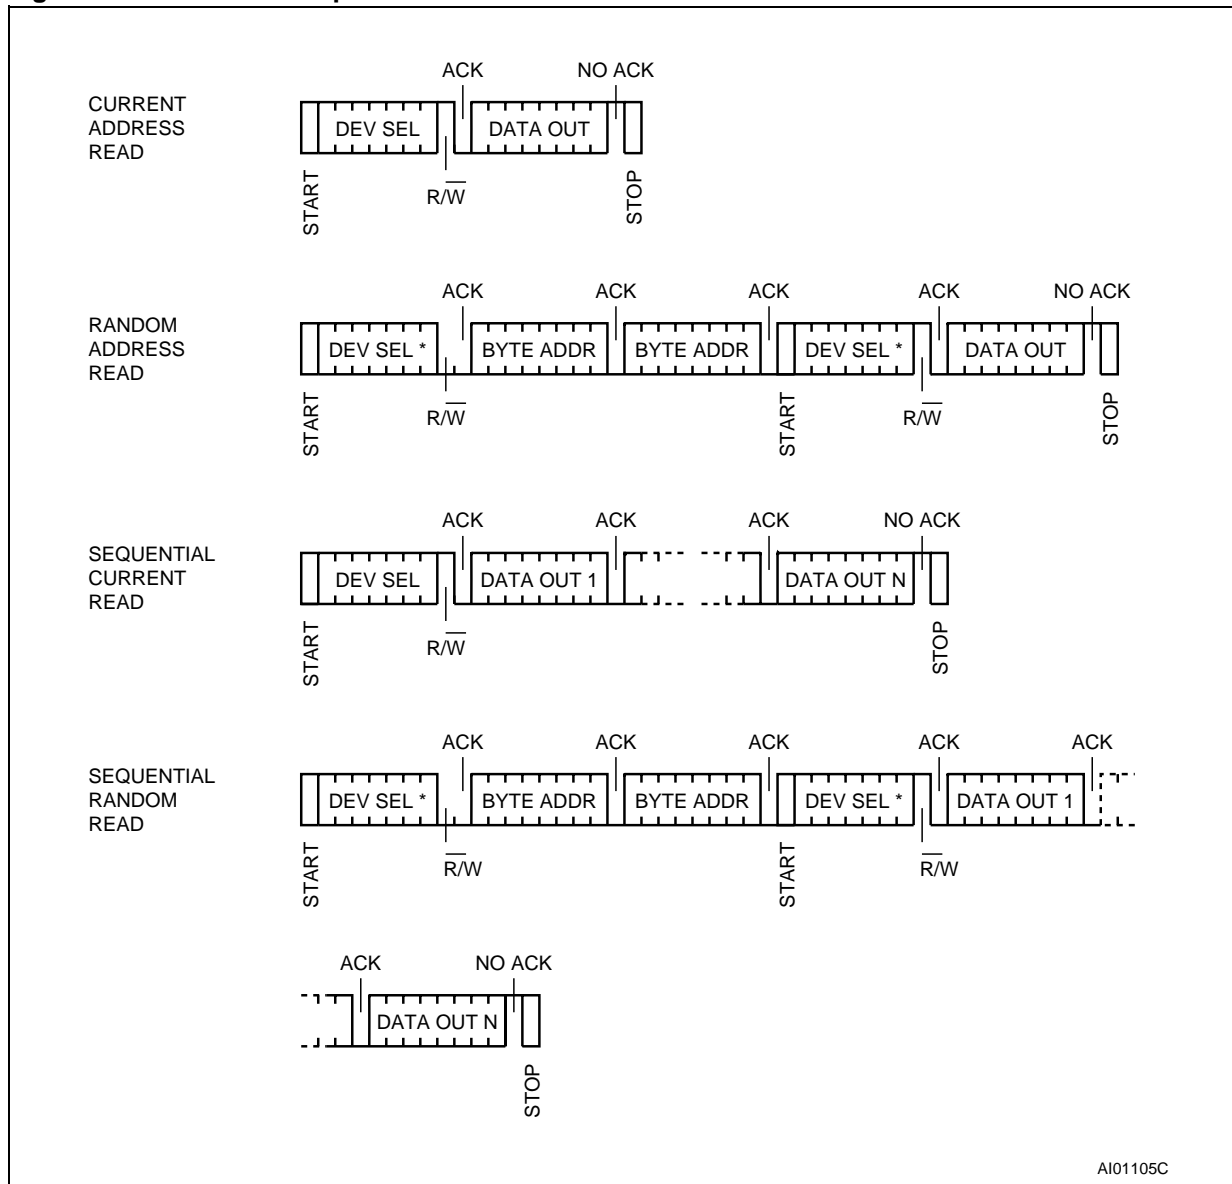 ACK NO ACK
CURRENT
ADDRESS
READ
DEV SEL DATA OUT
START R/W STOP
ACK ACK ACK ACK NO ACK
RANDOM
ADDRESS
READ
DEV SEL * BYTE ADDR BYTE ADDR DEV SEL * DATA OUT
START R/W START R/W STOP
ACK ACK ACK NO ACK
SEQUENTIAL
CURRENT
READ
DEV SEL DATA OUT 1 DATA OUT N
START R/W STOP
ACK ACK ACK ACK ACK
SEQUENTIAL
RANDOM
READ
DEV SEL * BYTE ADDR BYTE ADDR DEV SEL * DATA OUT 1
START R/W START R/W
ACK NO ACK
DATA OUT N
STOP
AI01105C